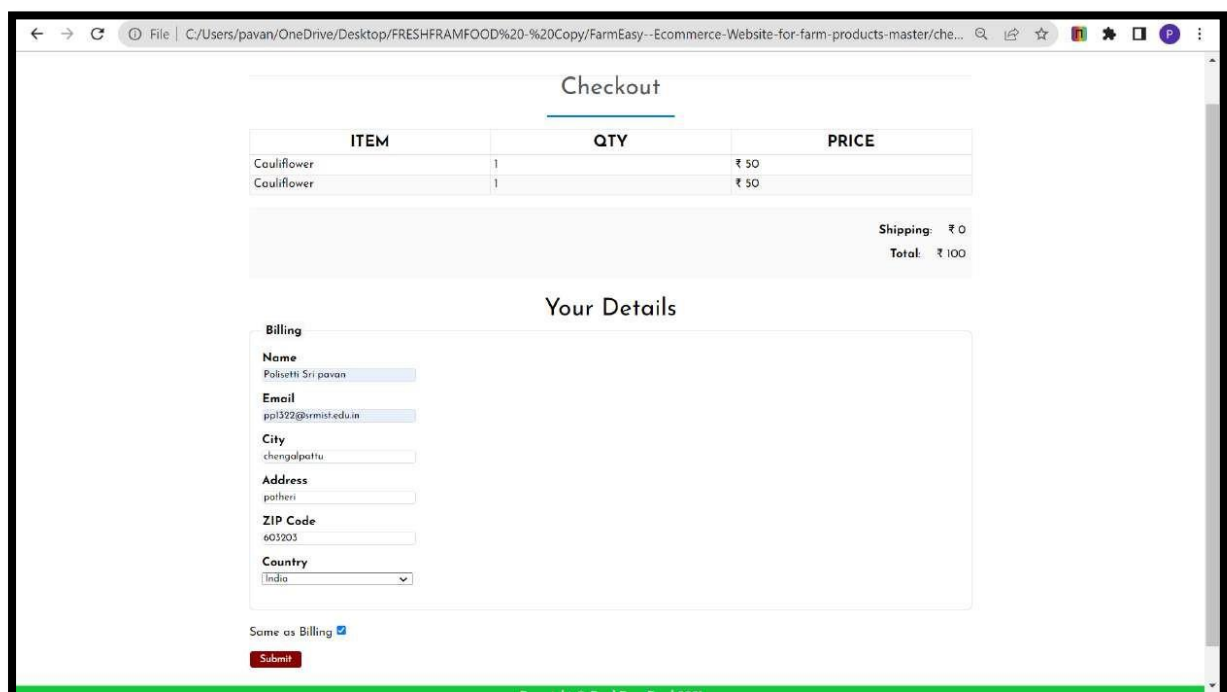 File | C:/Users/pavan/OneDrive/Desktop/FRESHFRAMFOOD%20-%20Copy/FarmEasy--Ecommerce-Website-for-farm-products-master/che...
P
Checkout
ITEM QTY PRICE
Cauliflower 1 ₹ 50
Cauliflower 1 ₹ 50
Shipping: ₹ 0
Total: ₹ 100
Your Details
Billing
Name
Polisetti Sri pavan
Email
pp1322@srmist.edu.in
City
chengalpattu
Address
potheri
ZIP Code
603203
Country
India
Same as Billing
Submit